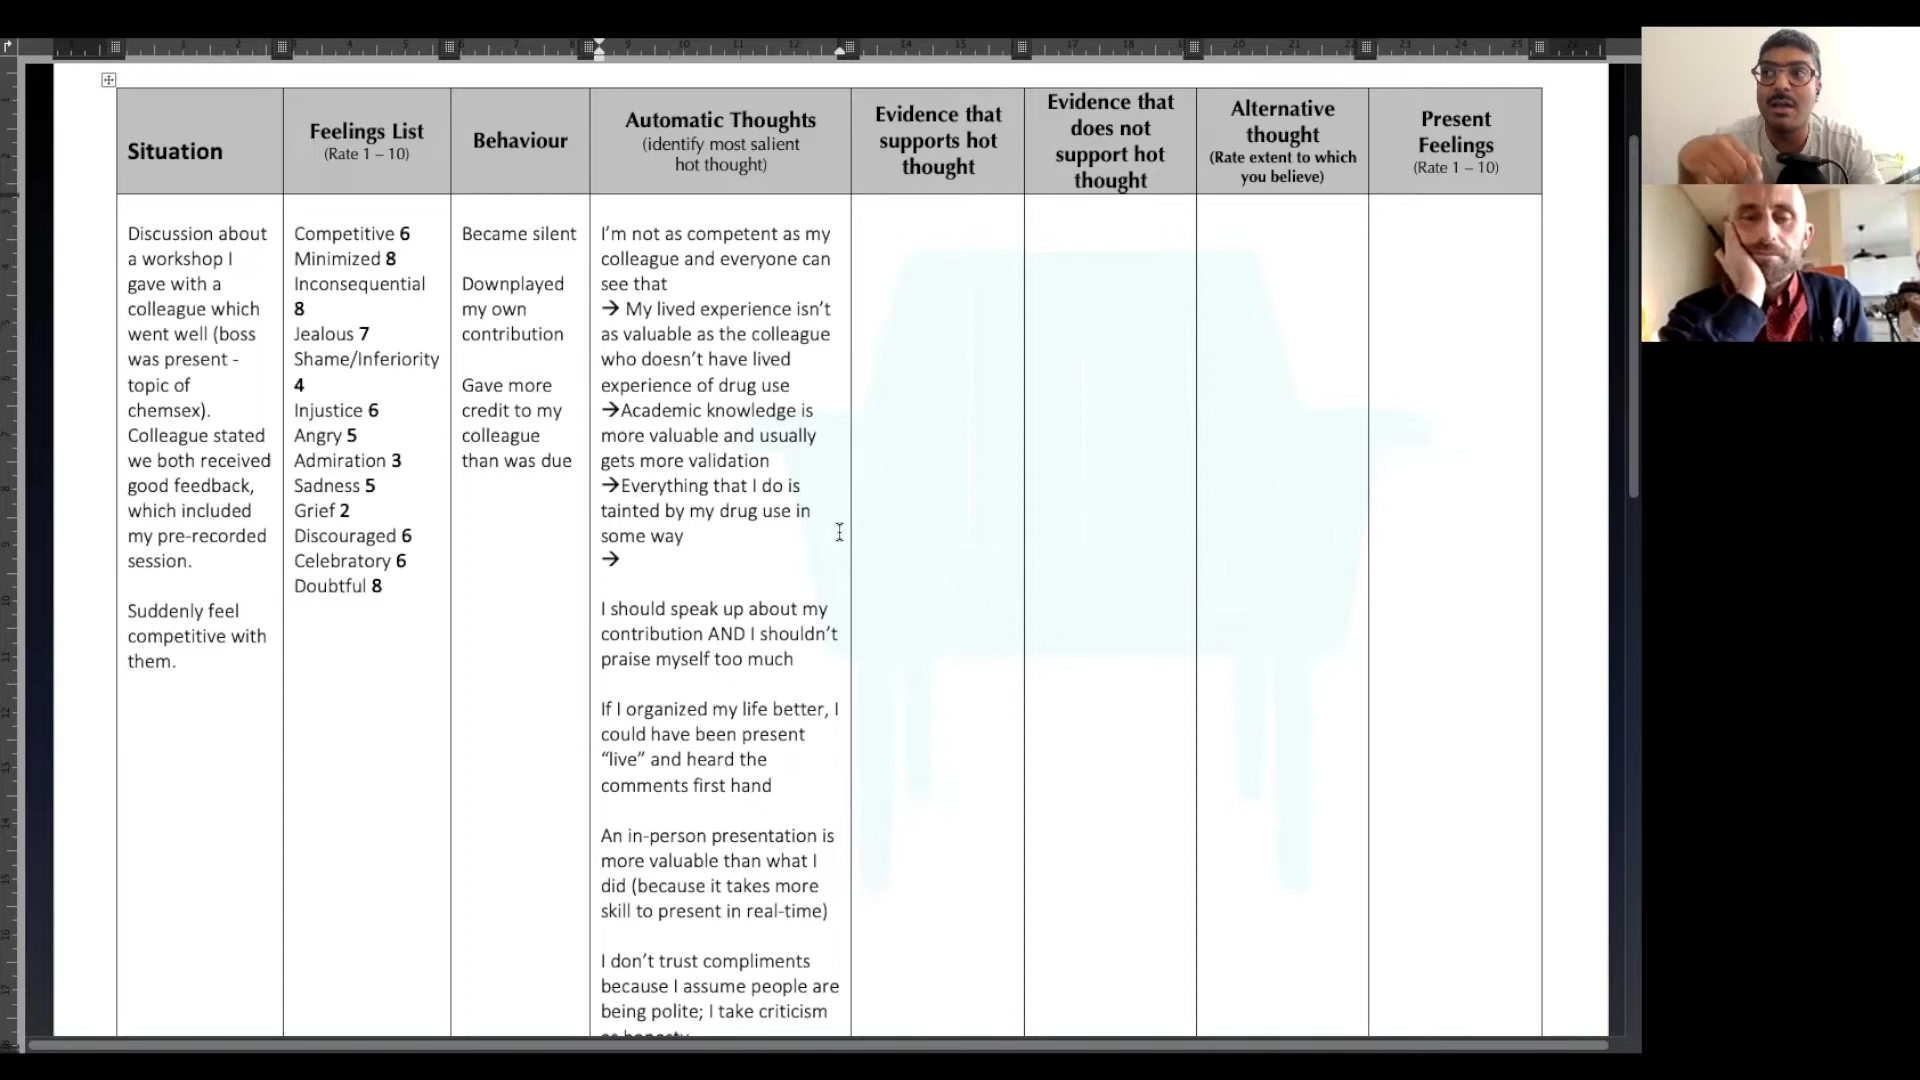 Situation
Feelings List
(Rate 1 – 10)
Behaviour
Automatic Thoughts
(identify most salient
hot thought)
Evidence that
supports hot
thought
Evidence that
does not
support hot
thought
Alternative
thought
(Rate extent to which
you believe)
Present
Feelings
(Rate 1 – 10)
Discussion about
a workshop I
gave with a
colleague which
went well (boss
was present -
topic of
chemsex).
Colleague stated
we both received
good feedback,
which included
my pre-recorded
session.
Suddenly feel
competitive with
them.
Competitive 6
Minimized 8
Inconsequential
8
Jealous 7
Shame/Inferiority
4
Injustice 6
Angry 5
Admiration 3
Sadness 5
Grief 2
Discouraged 6
Celebratory 6
Doubtful 8
Became silent
Downplayed
my own
contribution
Gave more
credit to my
colleague
than was due
I’m not as competent as my
colleague and everyone can
see that
→ My lived experience isn’t
as valuable as the colleague
who doesn’t have lived
experience of drug use
→Academic knowledge is
more valuable and usually
gets more validation
→Everything that I do is
tainted by my drug use in
some way
→
I should speak up about my
contribution AND I shouldn’t
praise myself too much
If I organized my life better, I
could have been present
“live” and heard the
comments first hand
An in-person presentation is
more valuable than what I
did (because it takes more
skill to present in real-time)
I don’t trust compliments
because I assume people are
being polite; I take criticism